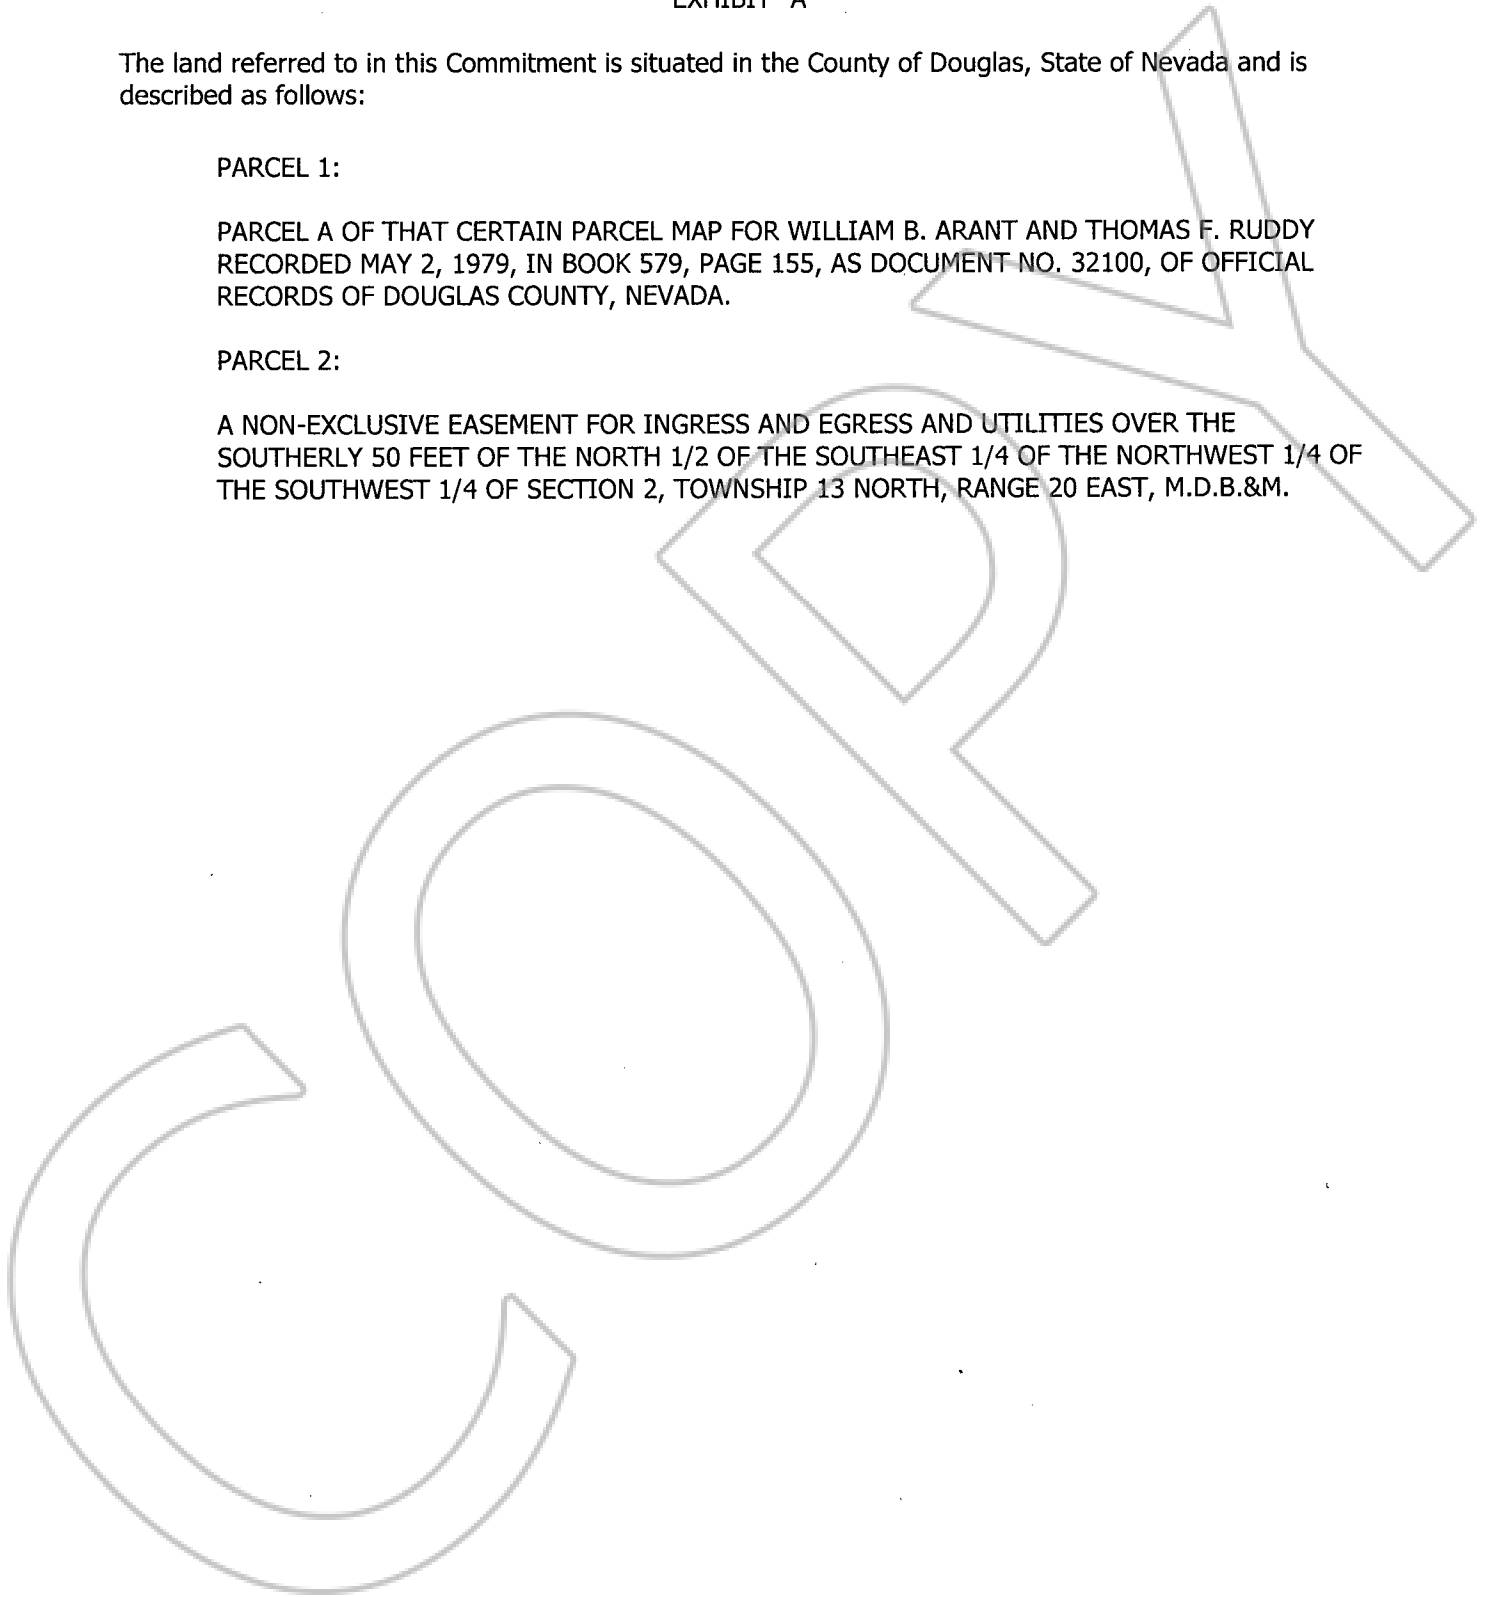 EXHIBIT "A"
The land referred to in this Commitment is situated in the County of Douglas, State of Nevada and is
described as follows:
PARCEL 1:
PARCEL A OF THAT CERTAIN PARCEL MAP FOR WILLIAM B. ARANT AND THOMAS F. RUDDY
RECORDED MAY 2, 1979, IN BOOK 579, PAGE 155, AS DOCUMENT NO. 32100, OF OFFICIAL
RECORDS OF DOUGLAS COUNTY, NEVADA.
PARCEL 2:
A NON-EXCLUSIVE EASEMENT FOR INGRESS AND EGRESS AND UTILITIES OVER THE
SOUTHERLY 50 FEET OF THE NORTH 1/2 OF THE SOUTHEAST 1/4 OF THE NORTHWEST 1/4 OF
THE SOUTHWEST 1/4 OF SECTION 2, TOWNSHIP 13 NORTH, RANGE 20 EAST, M.D.B.&M.
COPY